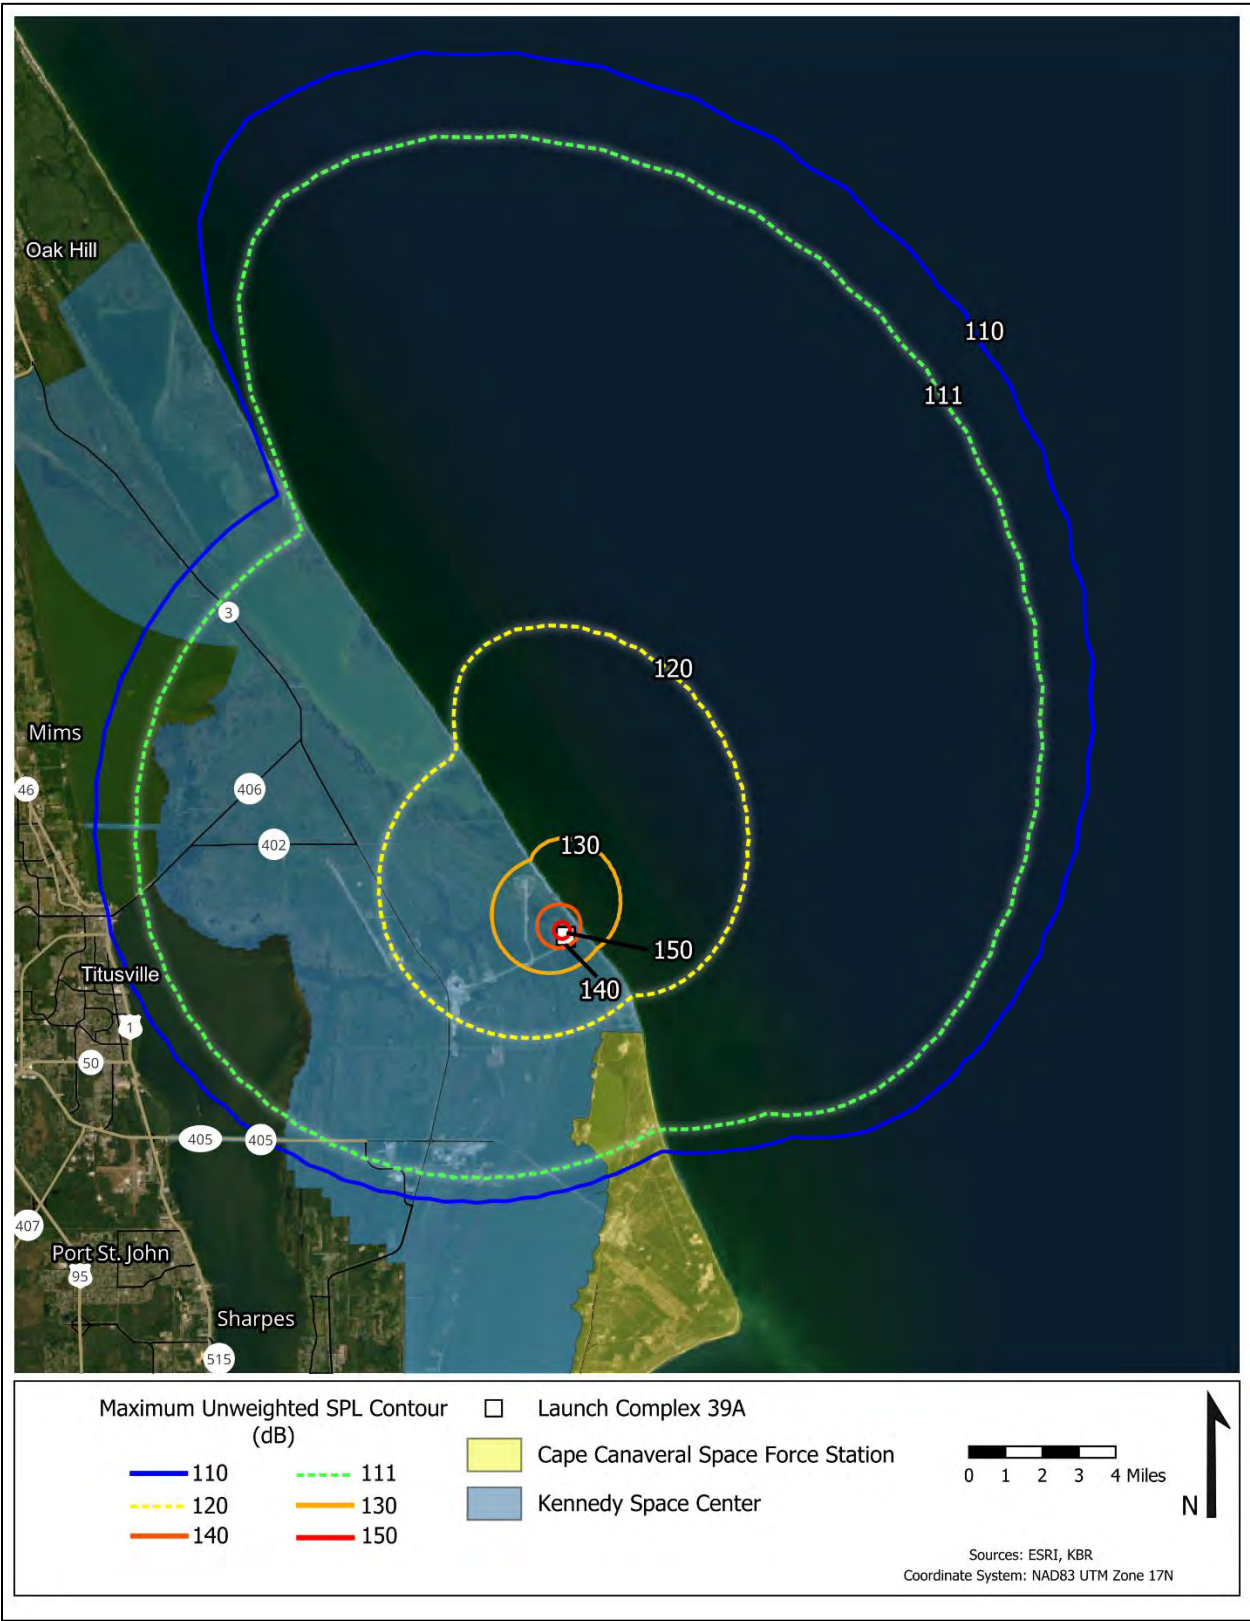 Oak Hill
110
111
3
120
Mims
46
406
402
130
150
Titusville
140
1
50
405
405
407
Port St. John
95
Sharpes
515
Maximum Unweighted SPL Contour
(dB)
110
111
120
130
140
150
Launch Complex 39A
Cape Canaveral Space Force Station
Kennedy Space Center
0 1 2 3 4 Miles
N
Sources: ESRI, KBR
Coordinate System: NAD83 UTM Zone 17N